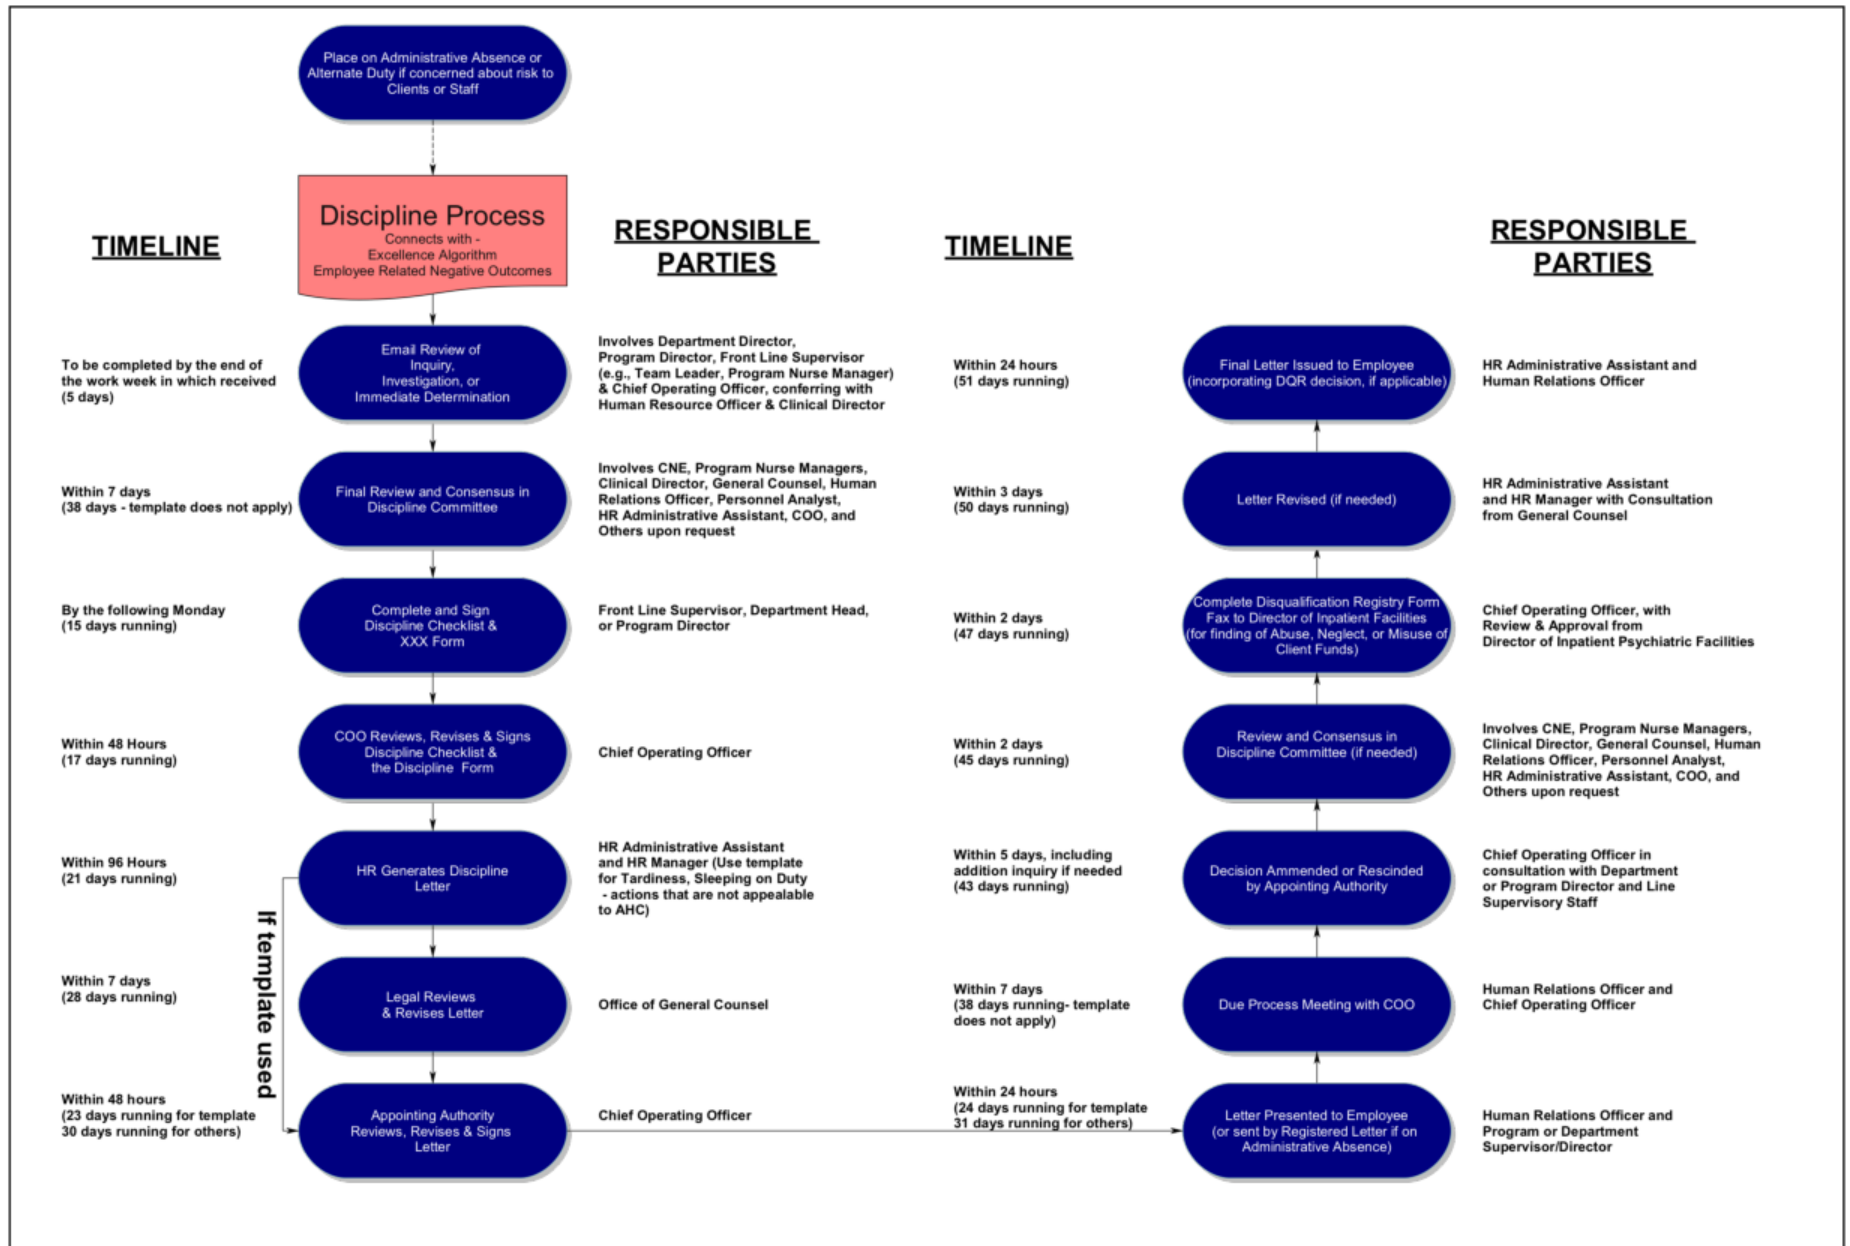 Place on Administrative Absence or
Alternate Duty if concerned about risk to
Clients or Staff
Discipline Process
Connects with -
Excellence Algorithm
Employee Related Negative Outcomes
TIMELINE
RESPONSIBLE
PARTIES
To be completed by the end of
the work week in which received
(5 days)
Email Review of
Inquiry,
Investigation, or
Immediate Determination
Involves Department Director,
Program Director, Front Line Supervisor
(e.g., Team Leader, Program Nurse Manager)
& Chief Operating Officer, conferring with
Human Resource Officer & Clinical Director
Within 7 days
(38 days - template does not apply)
Final Review and Consensus in
Discipline Committee
Involves CNE, Program Nurse Managers,
Clinical Director, General Counsel, Human
Relations Officer, Personnel Analyst,
HR Administrative Assistant, COO, and
Others upon request
By the following Monday
(15 days running)
Complete and Sign
Discipline Checklist &
XXX Form
Front Line Supervisor, Department Head,
or Program Director
Within 48 Hours
(17 days running)
COO Reviews, Revises & Signs
Discipline Checklist &
the Discipline Form
Chief Operating Officer
Within 96 Hours
(21 days running)
HR Generates Discipline
Letter
HR Administrative Assistant
and HR Manager (Use template
for Tardiness, Sleeping on Duty
- actions that are not appealable
to AHC)
If template used
Within 7 days
(28 days running)
Legal Reviews
& Revises Letter
Office of General Counsel
Within 48 hours
(23 days running for template
30 days running for others)
Appointing Authority
Reviews, Revises & Signs
Letter
Chief Operating Officer
TIMELINE
RESPONSIBLE
PARTIES
Within 24 hours
(51 days running)
Final Letter Issued to Employee
(incorporating DQR decision, if applicable)
HR Administrative Assistant and
Human Relations Officer
Within 3 days
(50 days running)
Letter Revised (if needed)
HR Administrative Assistant
and HR Manager with Consultation
from General Counsel
Within 2 days
(47 days running)
Complete Disqualification Registry Form
Fax to Director of Inpatient Facilities
(for finding of Abuse, Neglect, or Misuse of
Client Funds)
Chief Operating Officer, with
Review & Approval from
Director of Inpatient Psychiatric Facilities
Within 2 days
(45 days running)
Review and Consensus in
Discipline Committee (if needed)
Involves CNE, Program Nurse Managers,
Clinical Director, General Counsel, Human
Relations Officer, Personnel Analyst,
HR Administrative Assistant, COO, and
Others upon request
Within 5 days, including
addition inquiry if needed
(43 days running)
Decision Ammended or Rescinded
by Appointing Authority
Chief Operating Officer in
consultation with Department
or Program Director and Line
Supervisory Staff
Within 7 days
(38 days running- template
does not apply)
Due Process Meeting with COO
Human Relations Officer and
Chief Operating Officer
Within 24 hours
(24 days running for template
31 days running for others)
Letter Presented to Employee
(or sent by Registered Letter if on
Administrative Absence)
Human Relations Officer and
Program or Department
Supervisor/Director